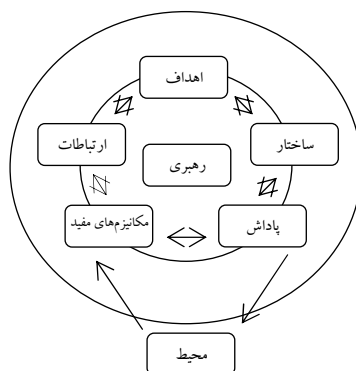 اهداف
ساختار
ارتباطات
رهبری
پاداش
مکانیزم‌های مفید
محیط